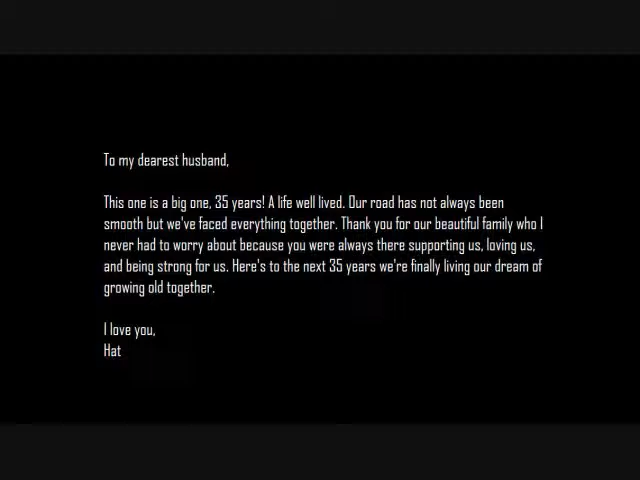 To my dearest husband,
This one is a big one, 35 years! A life well lived. Our road has not always been
smooth but we've faced everything together. Thank you for our beautiful family who I
never had to worry about because you were always there supporting us, loving us,
and being strong for us. Here's to the next 35 years we're finally living our dream of
growing old together.
I love you,
Hat